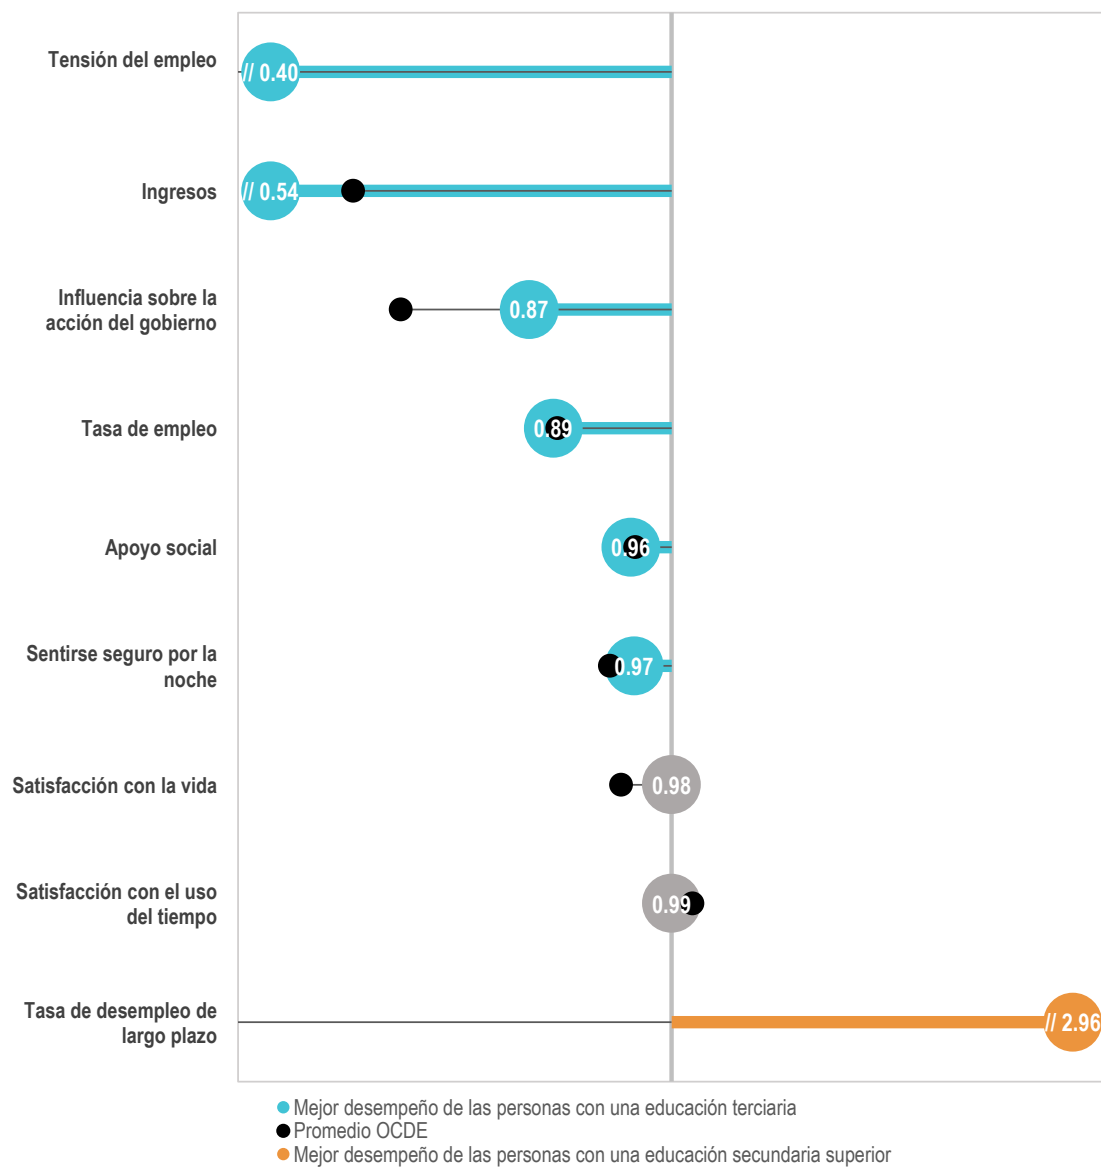 Tensión del empleo
// 0.40
Ingresos
// 0.54
Influencia sobre la
acción del gobierno
0.87
Tasa de empleo
0.89
Apoyo social
0.96
Sentirse seguro por la
noche
0.97
Satisfacción con la vida
0.98
Satisfacción con el uso
del tiempo
0.99
Tasa de desempleo de
largo plazo
// 2.96
Mejor desempeño de las personas con una educación terciaria
Promedio OCDE
Mejor desempeño de las personas con una educación secundaria superior